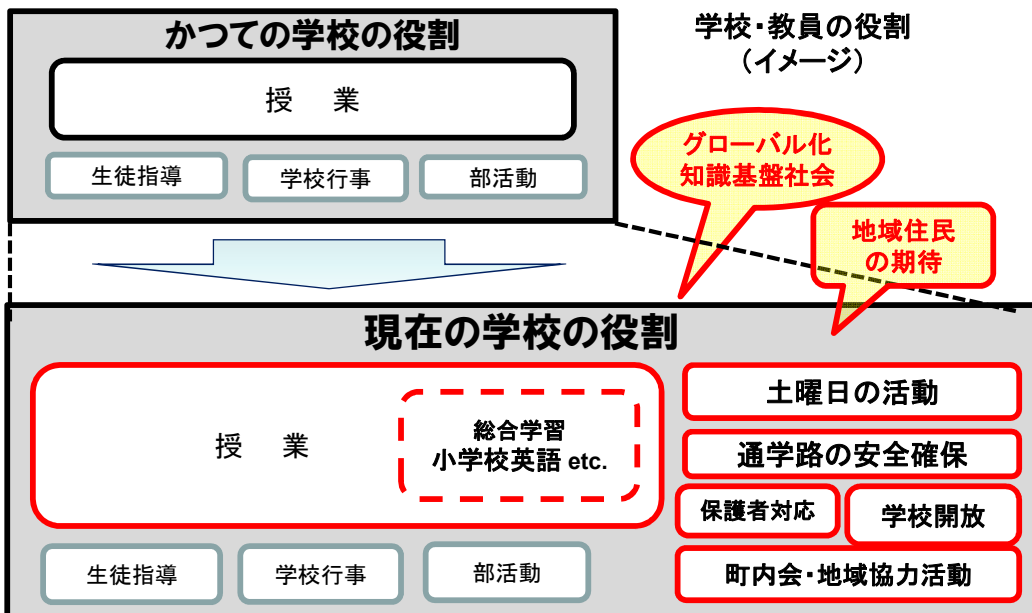 かつての学校の役割
授　業
生徒指導
学校行事
部活動
学校・教員の役割
（イメージ）
グローバル化
知識基盤社会
地域住民
の期待
現在の学校の役割
授　業
総合学習
小学校英語 etc.
生徒指導
学校行事
部活動
土曜日の活動
通学路の安全確保
保護者対応
学校開放
町内会・地域協力活動